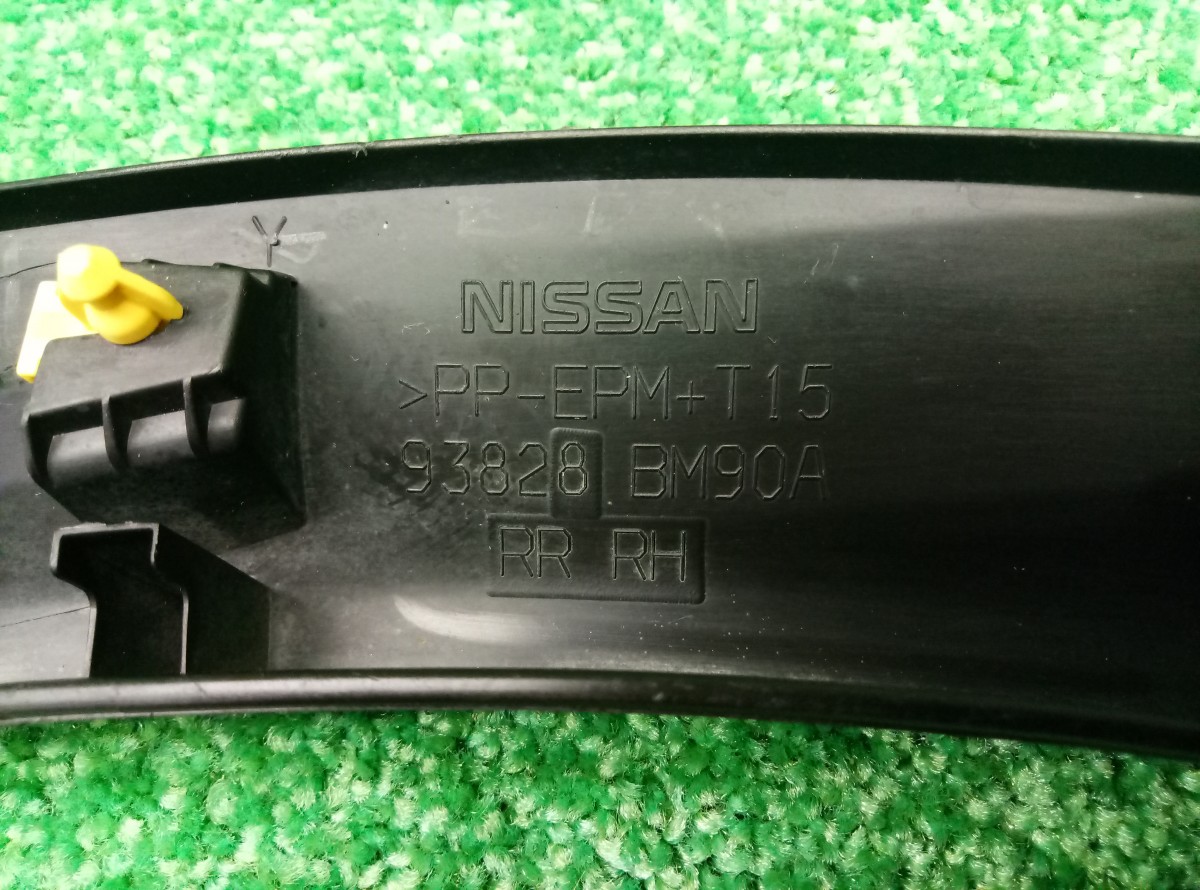 NISSAN
>PP-EPM+T15
93828 BM90A
RR RH